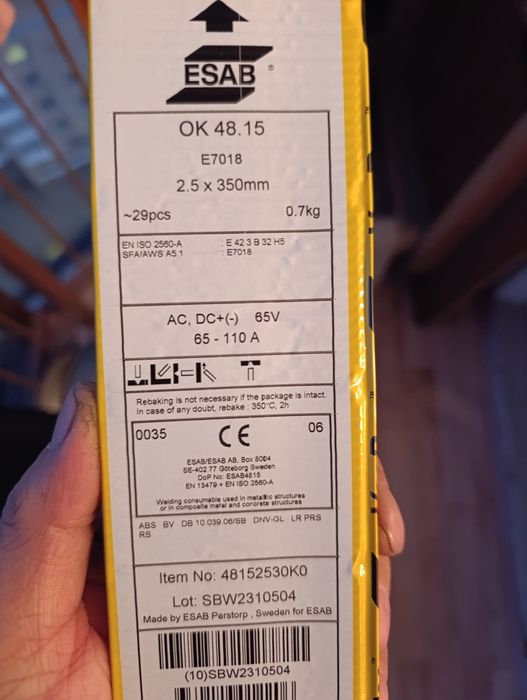 ESAB ®
OK 48.15
E7018
2.5 x 350mm
~29pcs 0.7kg
EN ISO 2560-A : E 42 3 B 32 H5
SFA/AWS A5.1 : E7018
AC, DC+(-) 65V
65 - 110 A
Rebaking is not necessary if the package is intact.
In case of any doubt, rebake : 350°C, 2h
0035 CE 06
ESAB/ESAB AB, Box 8004
SE-402 77 Göteborg Sweden
DoP No: ESAB4815
EN 13479 + EN ISO 2560-A
Welding consumable used in metallic structures
or in composite metal and concrete structures
ABS BV DB 10.039.06/SB DNV-GL LR PRS
RS
Item No: 48152530K0
Lot: SBW2310504
Made by ESAB Perstorp , Sweden for ESAB
(10)SBW2310504